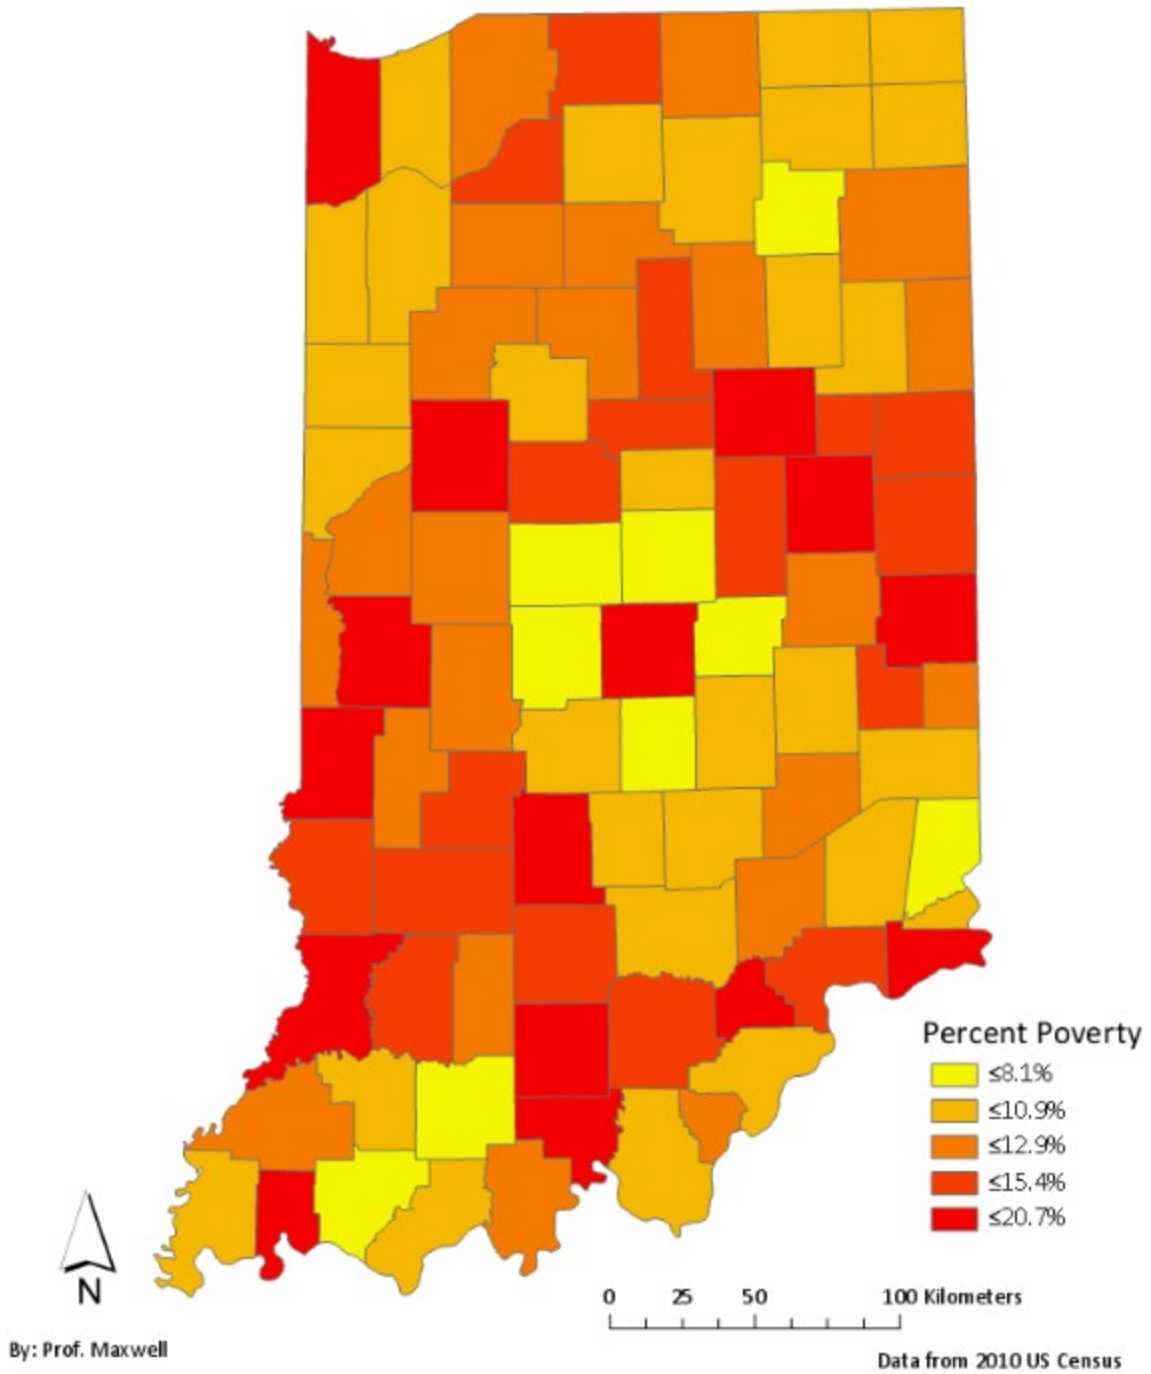 Percent Poverty
≤8.1%
≤10.9%
≤12.9%
≤15.4%
≤20.7%
N
0 25 50 100 Kilometers
By: Prof. Maxwell
Data from 2010 US Census